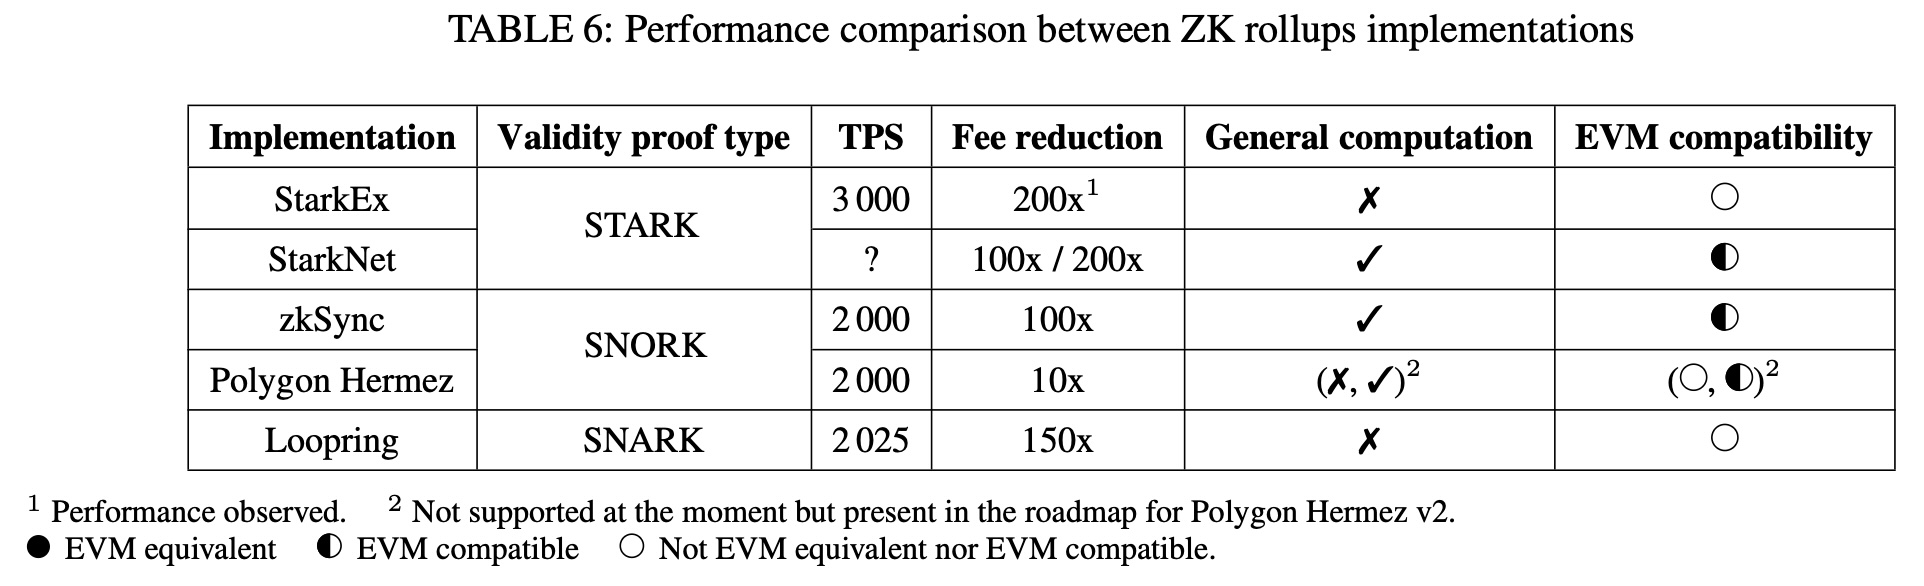 TABLE 6: Performance comparison between ZK rollups implementations
Implementation Validity proof type TPS Fee reduction General computation EVM compatibility
StarkEx STARK 3 000 200x¹ ✗ ○
StarkNet ? 100x / 200x ✓ ◐
zkSync SNORK 2 000 100x ✓ ◐
Polygon Hermez 2 000 10x (✗, ✓)² (○, ◐)²
Loopring SNARK 2 025 150x ✗ ○
¹ Performance observed. ² Not supported at the moment but present in the roadmap for Polygon Hermez v2.
● EVM equivalent ◐ EVM compatible ○ Not EVM equivalent nor EVM compatible.